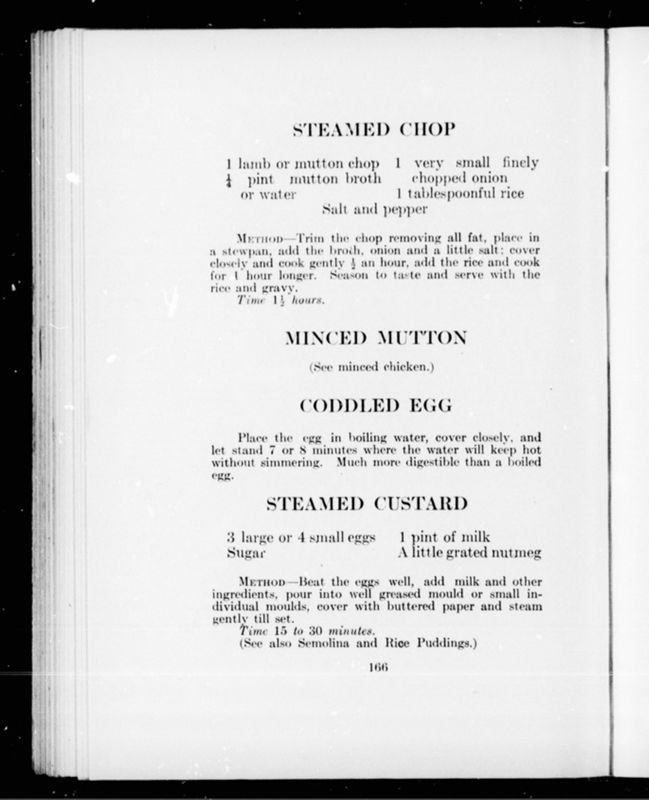 STEAMED CHOP
1 lamb or mutton chop 1 very small finely
¼ pint mutton broth chopped onion
or water 1 tablespoonful rice
Salt and pepper
METHOD—Trim the chop removing all fat, place in
a stewpan, add the broth, onion and a little salt; cover
closely and cook gently ½ an hour, add the rice and cook
for 1 hour longer. Season to taste and serve with the
rice and gravy.
Time 1½ hours.
MINCED MUTTON
(See minced chicken.)
CODDLED EGG
Place the egg in boiling water, cover closely, and
let stand 7 or 8 minutes where the water will keep hot
without simmering. Much more digestible than a boiled
egg.
STEAMED CUSTARD
3 large or 4 small eggs 1 pint of milk
Sugar A little grated nutmeg
METHOD—Beat the eggs well, add milk and other
ingredients, pour into well greased mould or small in-
dividual moulds, cover with buttered paper and steam
gently till set.
Time 15 to 30 minutes.
(See also Semolina and Rice Puddings.)
166